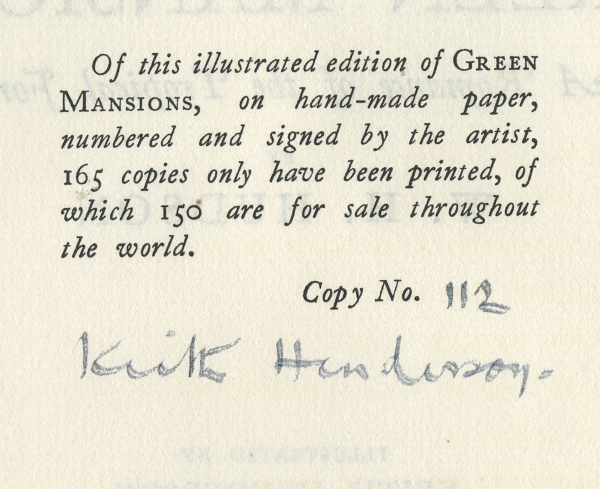 Of this illustrated edition of GREEN
MANSIONS, on hand-made paper,
numbered and signed by the artist,
165 copies only have been printed, of
which 150 are for sale throughout
the world.
Copy No. 112
Keith Henderson.